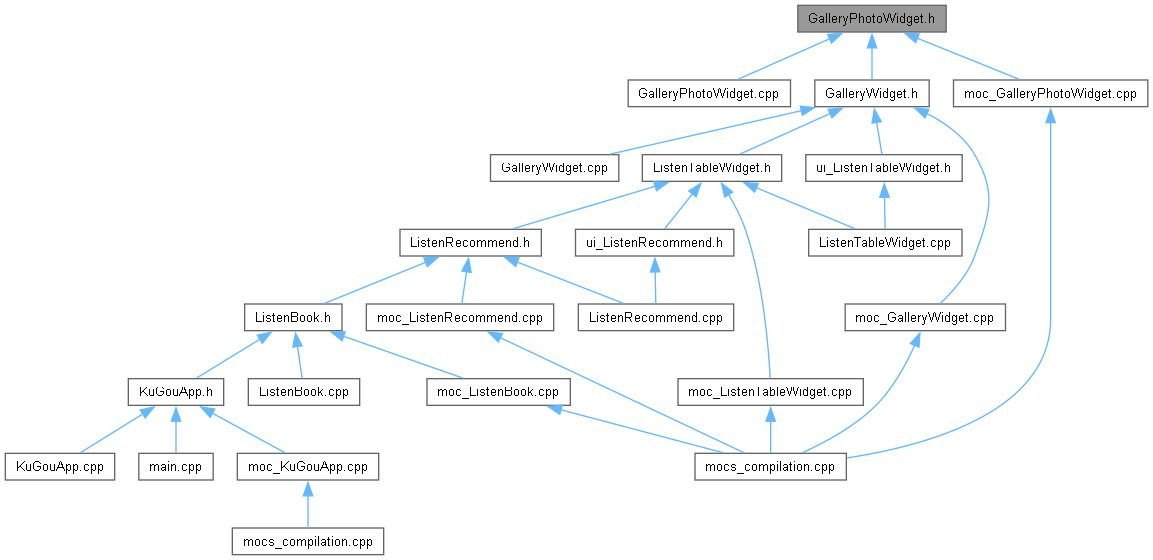 GalleryPhotoWidget.h
GalleryPhotoWidget.cpp
GalleryWidget.h
moc_GalleryPhotoWidget.cpp
GalleryWidget.cpp
ListenTableWidget.h
ui_ListenTableWidget.h
ListenRecommend.h
ui_ListenRecommend.h
ListenTableWidget.cpp
ListenBook.h
moc_ListenRecommend.cpp
ListenRecommend.cpp
moc_GalleryWidget.cpp
KuGouApp.h
ListenBook.cpp
moc_ListenBook.cpp
moc_ListenTableWidget.cpp
KuGouApp.cpp
main.cpp
moc_KuGouApp.cpp
mocs_compilation.cpp
mocs_compilation.cpp